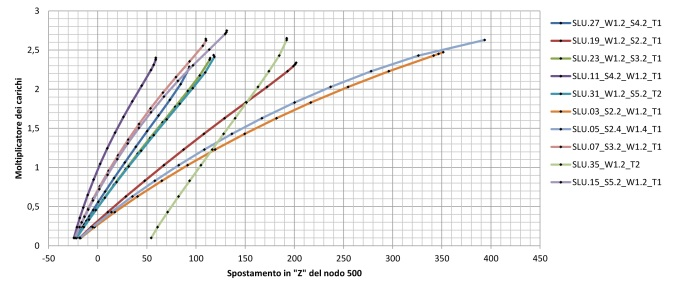 3
2,5
2
1,5
1
0,5
0
-50
0
50
100
150
200
250
300
350
400
450
Moltiplicatore dei carichi
Spostamento in "Z" del nodo 500
SLU.27_W1.2_S4.2_T1
SLU.19_W1.2_S2.2_T1
SLU.23_W1.2_S3.2_T1
SLU.11_S4.2_W1.2_T1
SLU.31_W1.2_S5.2_T2
SLU.03_S2.2_W1.2_T1
SLU.05_S2.4_W1.4_T1
SLU.07_S3.2_W1.2_T1
SLU.35_W1.2_T2
SLU.15_S5.2_W1.2_T1